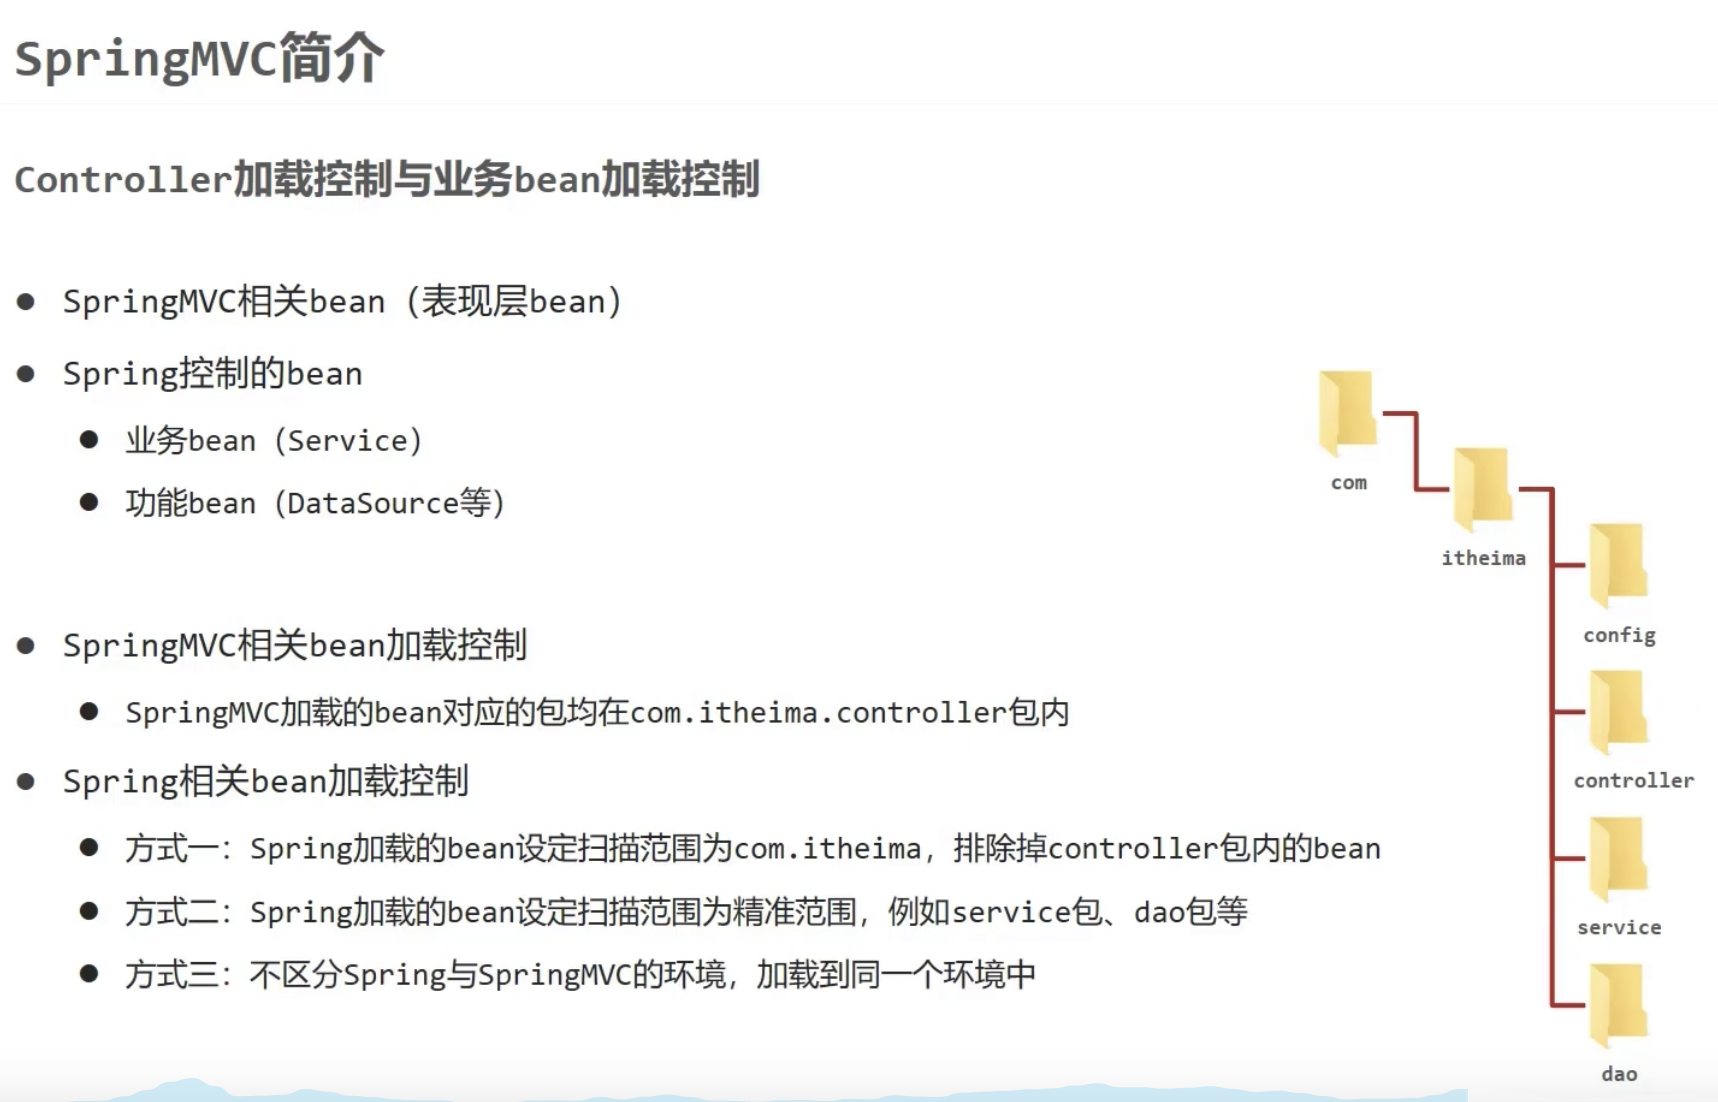 SpringMVC简介
Controller加载控制与业务bean加载控制
SpringMVC相关bean（表现层bean）
Spring控制的bean
业务bean（Service）
功能bean（DataSource等）
SpringMVC相关bean加载控制
SpringMVC加载的bean对应的包均在com.itheima.controller包内
Spring相关bean加载控制
方式一：Spring加载的bean设定扫描范围为com.itheima，排除掉controller包内的bean
方式二：Spring加载的bean设定扫描范围为精准范围，例如service包、dao包等
方式三：不区分Spring与SpringMVC的环境，加载到同一个环境中
com
itheima
config
controller
service
dao